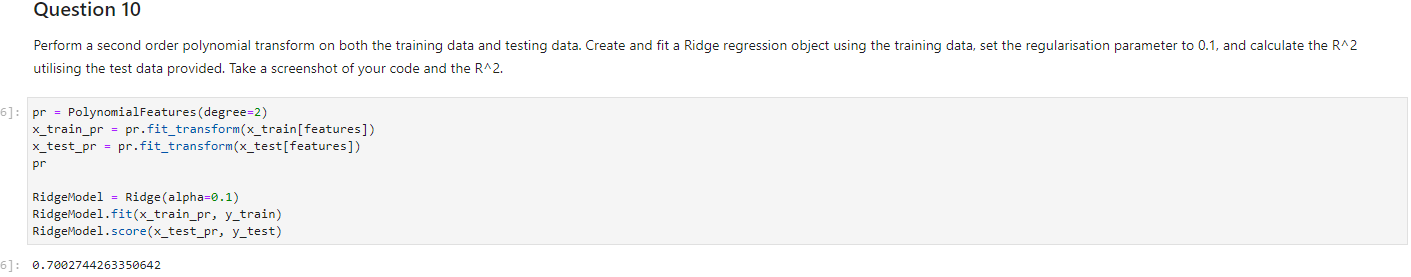 Question 10
Perform a second order polynomial transform on both the training data and testing data. Create and fit a Ridge regression object using the training data, set the regularisation parameter to 0.1, and calculate the R^2
utilising the test data provided. Take a screenshot of your code and the R^2.
6]: pr = PolynomialFeatures(degree=2)
x_train_pr = pr.fit_transform(x_train[features])
x_test_pr = pr.fit_transform(x_test[features])
pr
RidgeModel = Ridge(alpha=0.1)
RidgeModel.fit(x_train_pr, y_train)
RidgeModel.score(x_test_pr, y_test)
6]: 0.7002744263350642